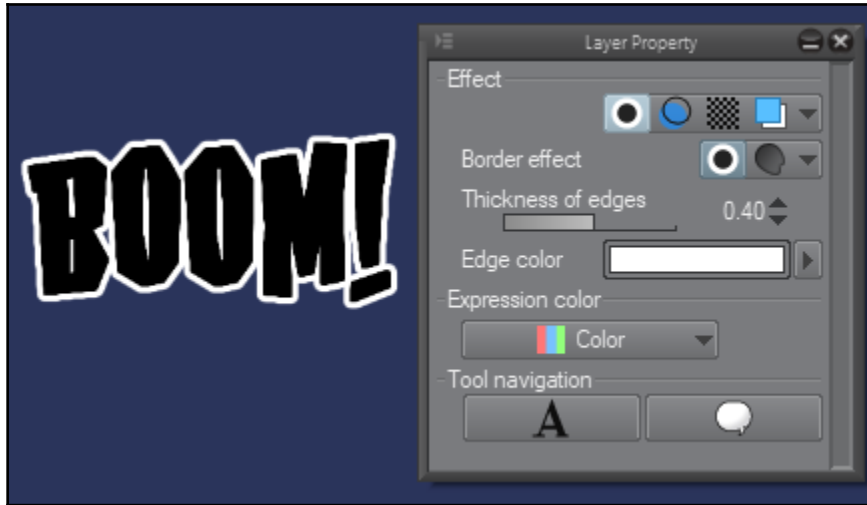 BOOM!
Layer Property
Effect
Border effect
Thickness of edges 0.40
Edge color
Expression color
Color
Tool navigation
A